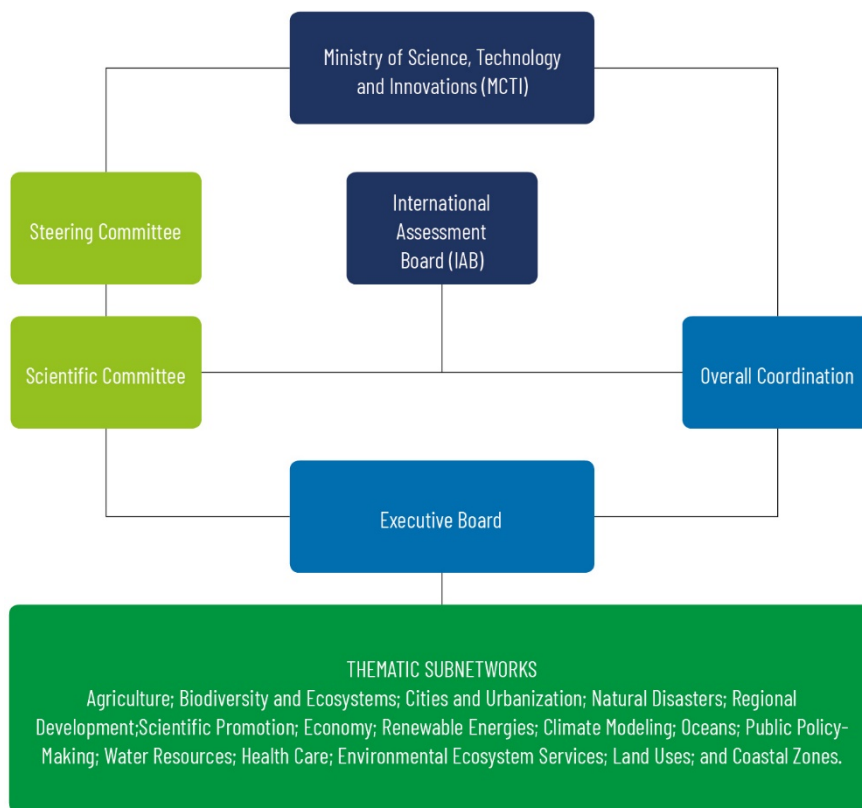 Ministry of Science, Technology
and Innovations (MCTI)
Steering Committee
International
Assessment
Board (IAB)
Scientific Committee
Overall Coordination
Executive Board
THEMATIC SUBNETWORKS
Agriculture; Biodiversity and Ecosystems; Cities and Urbanization; Natural Disasters; Regional
Development;Scientific Promotion; Economy; Renewable Energies; Climate Modeling; Oceans; Public Policy-
Making; Water Resources; Health Care; Environmental Ecosystem Services; Land Uses; and Coastal Zones.